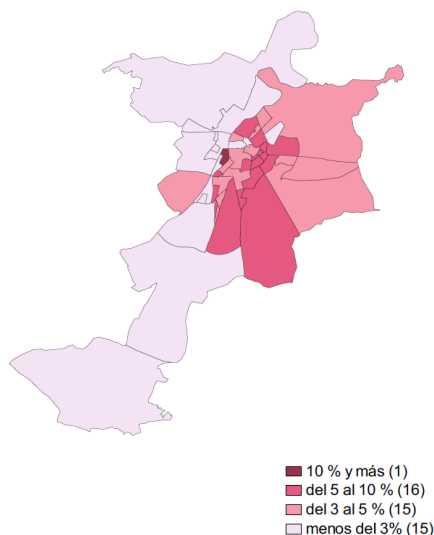 10 % y más (1)
del 5 al 10 % (16)
del 3 al 5 % (15)
menos del 3% (15)